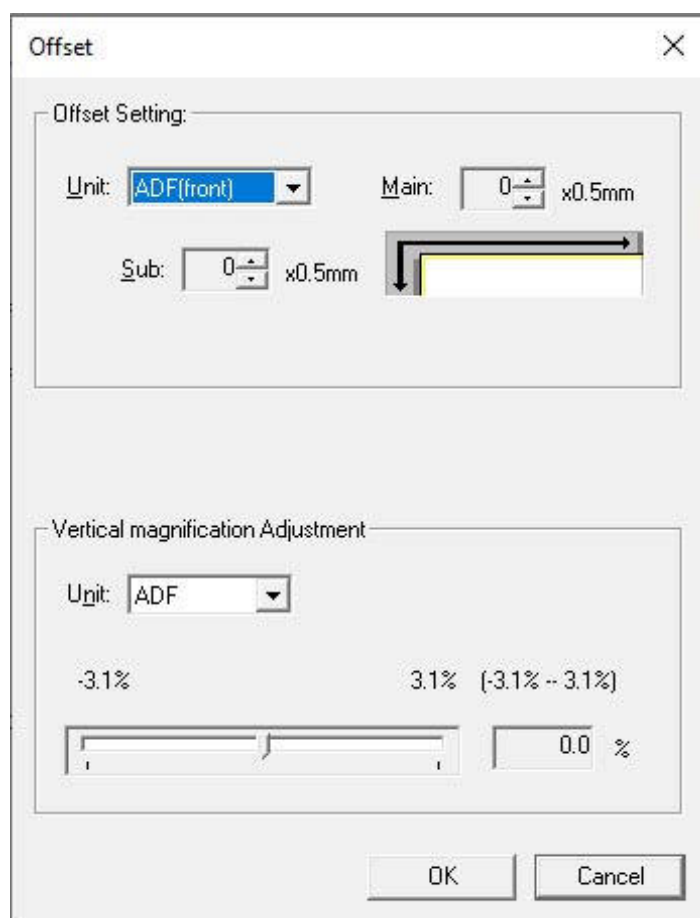 Offset
Offset Setting:
Unit: ADF(front) Main: 0 x0.5mm
Sub: 0 x0.5mm
Vertical magnification Adjustment
Unit: ADF
-3.1% 3.1% (-3.1% -- 3.1%)
0.0 %
OK Cancel